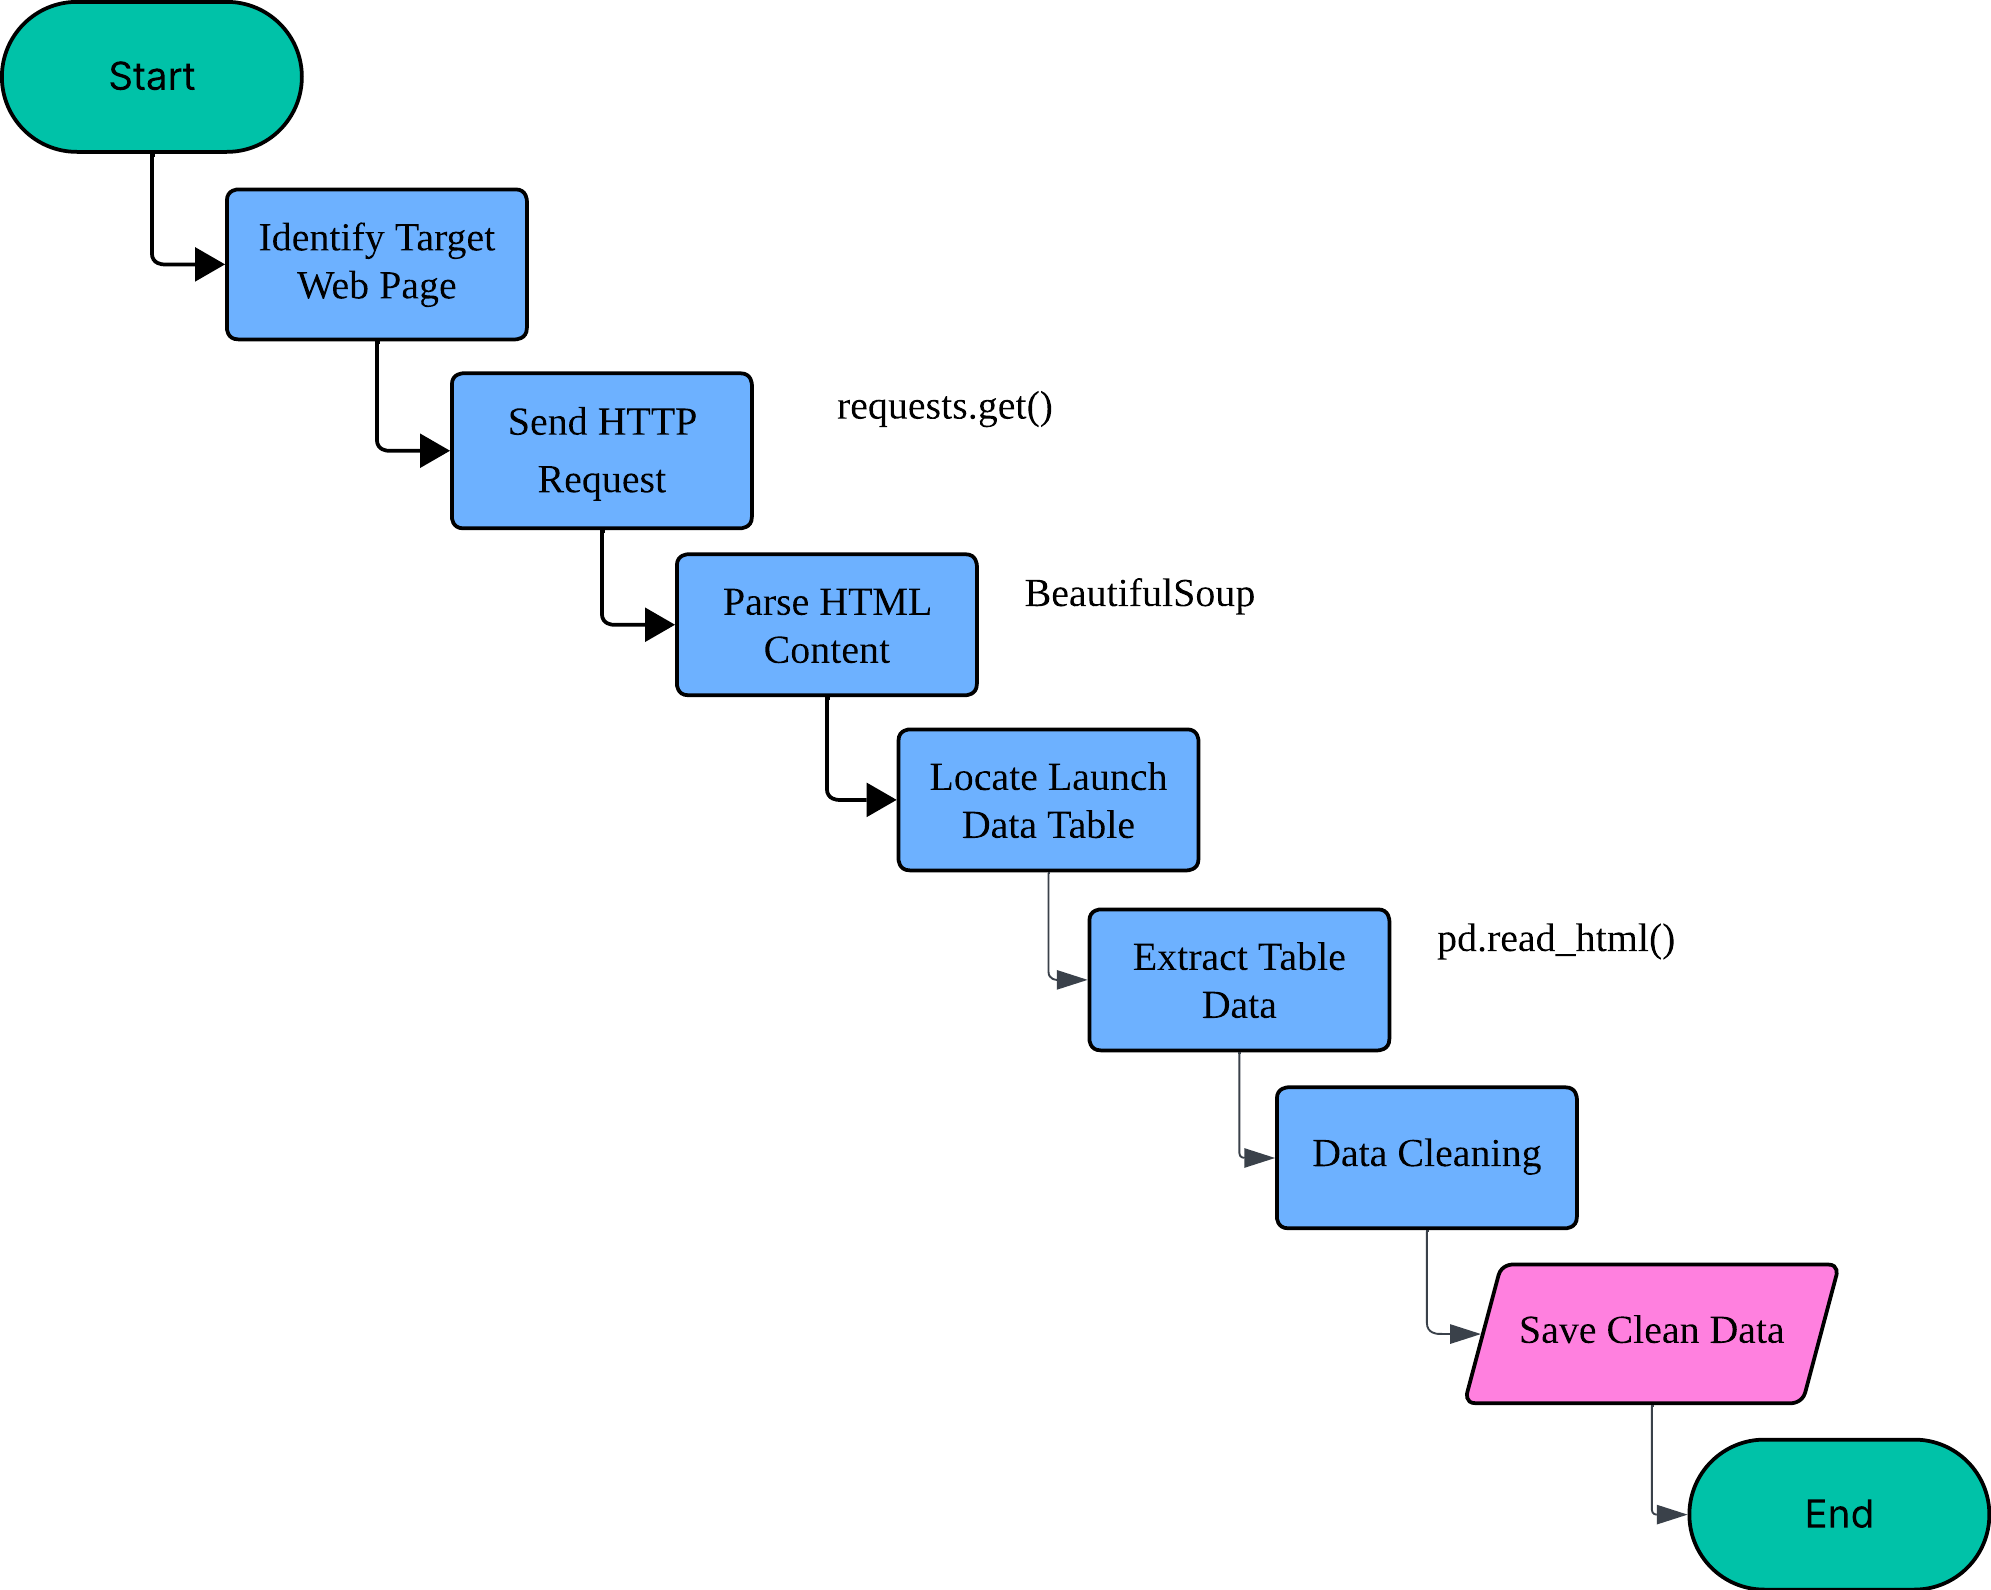 Start
Identify Target
Web Page
Send HTTP
Request
requests.get()
Parse HTML
Content
BeautifulSoup
Locate Launch
Data Table
Extract Table
Data
pd.read_html()
Data Cleaning
Save Clean Data
End